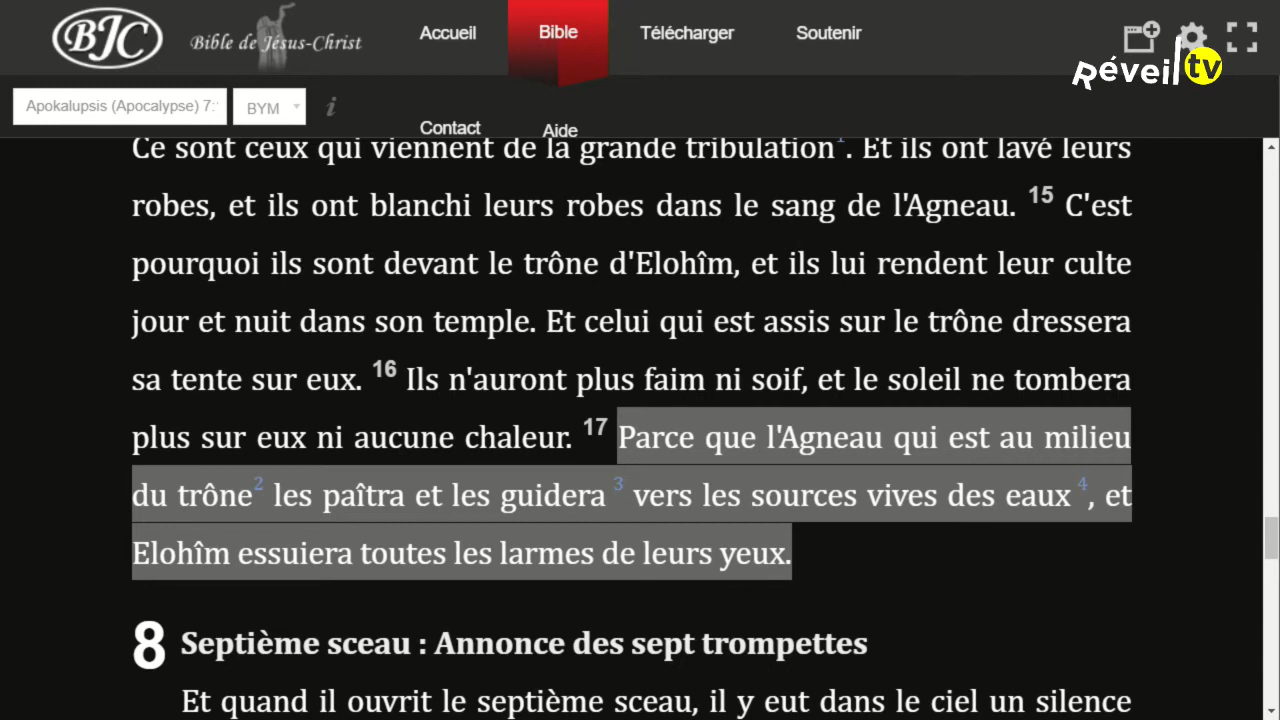 BJC Bible de Jésus-Christ Accueil Bible Télécharger Soutenir
Réveil tv
Apokalupsis (Apocalypse) 7: BYM i
Contact Aide
Ce sont ceux qui viennent de la grande tribulation1. Et ils ont lavé leurs
robes, et ils ont blanchi leurs robes dans le sang de l'Agneau. 15 C'est
pourquoi ils sont devant le trône d'Elohîm, et ils lui rendent leur culte
jour et nuit dans son temple. Et celui qui est assis sur le trône dressera
sa tente sur eux. 16 Ils n'auront plus faim ni soif, et le soleil ne tombera
plus sur eux ni aucune chaleur. 17 Parce que l'Agneau qui est au milieu
du trône2 les paîtra et les guidera 3 vers les sources vives des eaux 4, et
Elohîm essuiera toutes les larmes de leurs yeux.
8 Septième sceau : Annonce des sept trompettes
Et quand il ouvrit le septième sceau, il y eut dans le ciel un silence